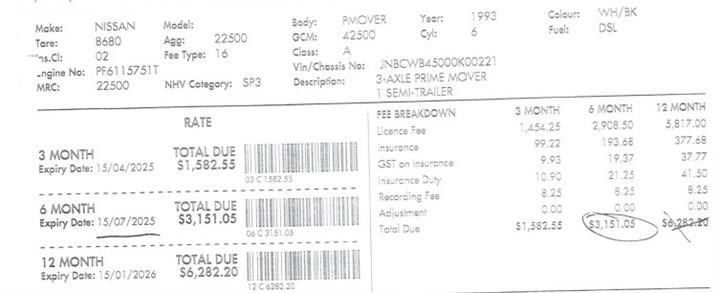 Make: NISSAN Model: Body: PMOVER Year: 1993 Colour: WH/BK
Tare: 8680 Agg: 22500 GCM: 42500 Cyl: 6 Fuel: DSL
Ins.Cl: 02 Fee Type: 16 Class: A
Engine No: PF6115751T Vin/Chassis No: JNBCWB45000K00221
MRC: 22500 NHV Category: SP3 Description: 3-AXLE PRIME MOVER
1 SEMI-TRAILER
RATE
3 MONTH TOTAL DUE
Expiry Date: 15/04/2025 $1,582.55
03 C 1582.55
6 MONTH TOTAL DUE
Expiry Date: 15/07/2025 $3,151.05
06 C 3151.05
12 MONTH TOTAL DUE
Expiry Date: 15/01/2026 $6,282.20
12 C 6282.20
FEE BREAKDOWN 3 MONTH 6 MONTH 12 MONTH
Licence Fee 1,454.25 2,908.50 5,817.00
Insurance 99.22 193.68 377.68
GST on Insurance 9.93 19.37 37.77
Insurance Duty 10.90 21.25 41.50
Recording Fee 8.25 8.25 8.25
Adjustment 0.00 0.00 0.00
Total Due $1,582.55 $3,151.05 $6,282.20